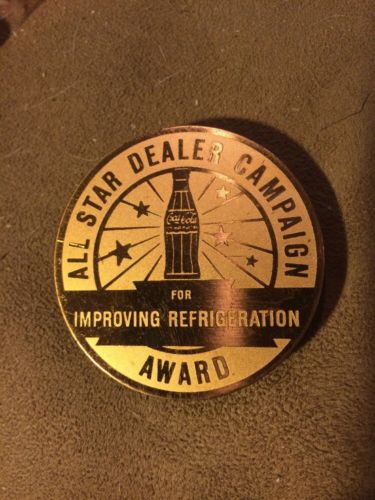 ALL STAR DEALER CAMPAIGN
Coca-Cola
FOR
IMPROVING REFRIGERATION
AWARD